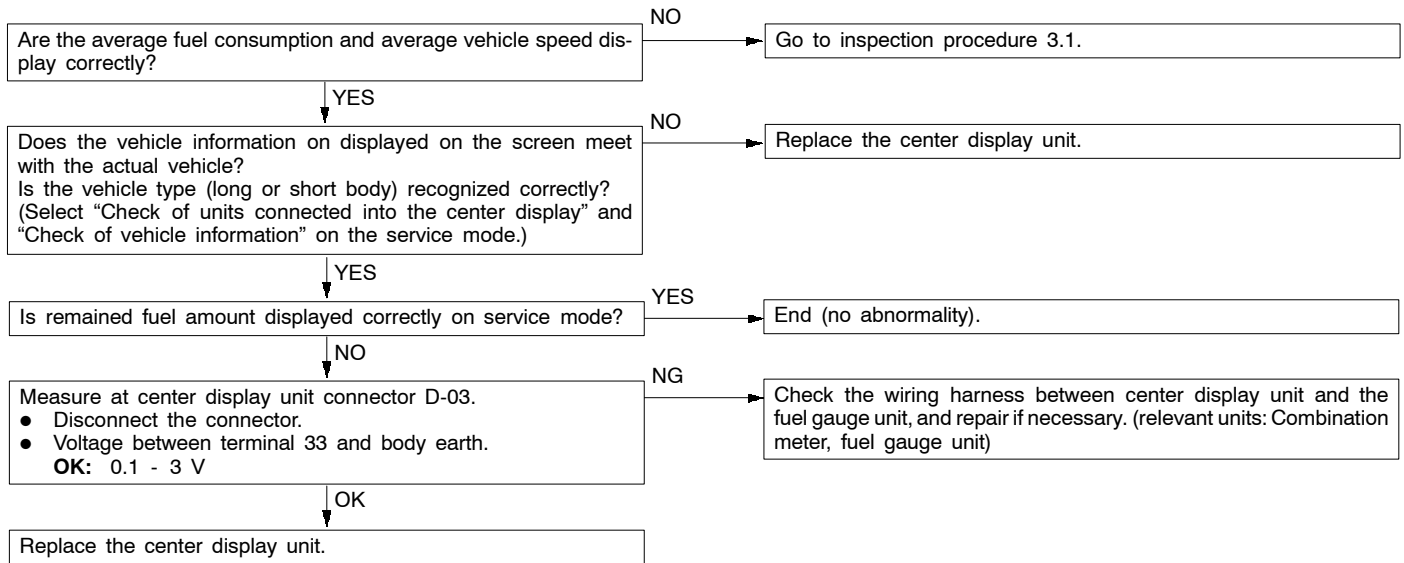 NO
Are the average fuel consumption and average vehicle speed dis-
play correctly?
Go to inspection procedure 3.1.
YES
NO
Does the vehicle information on displayed on the screen meet
with the actual vehicle?
Is the vehicle type (long or short body) recognized correctly?
(Select “Check of units connected into the center display” and
“Check of vehicle information” on the service mode.)
Replace the center display unit.
YES
YES
Is remained fuel amount displayed correctly on service mode?
End (no abnormality).
NO
NG
Measure at center display unit connector D-03.
● Disconnect the connector.
● Voltage between terminal 33 and body earth.
OK: 0.1 - 3 V
Check the wiring harness between center display unit and the
fuel gauge unit, and repair if necessary. (relevant units: Combination
meter, fuel gauge unit)
OK
Replace the center display unit.